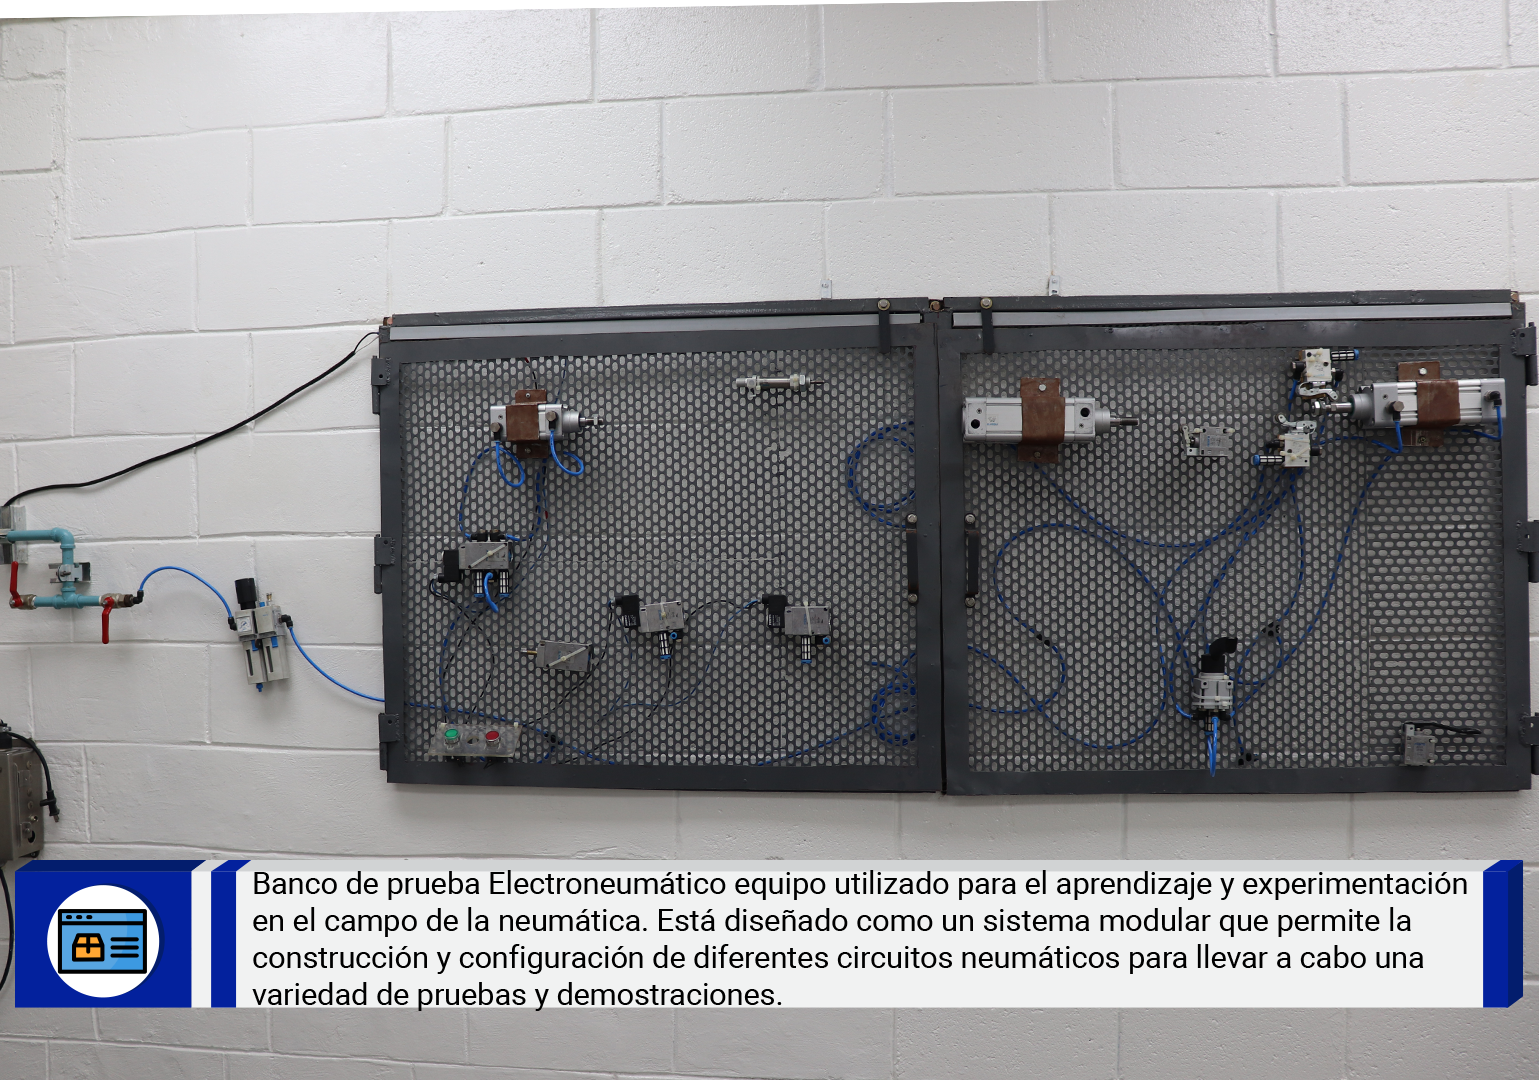 Banco de prueba Electroneumático equipo utilizado para el aprendizaje y experimentación
en el campo de la neumática. Está diseñado como un sistema modular que permite la
construcción y configuración de diferentes circuitos neumáticos para llevar a cabo una
variedad de pruebas y demostraciones.